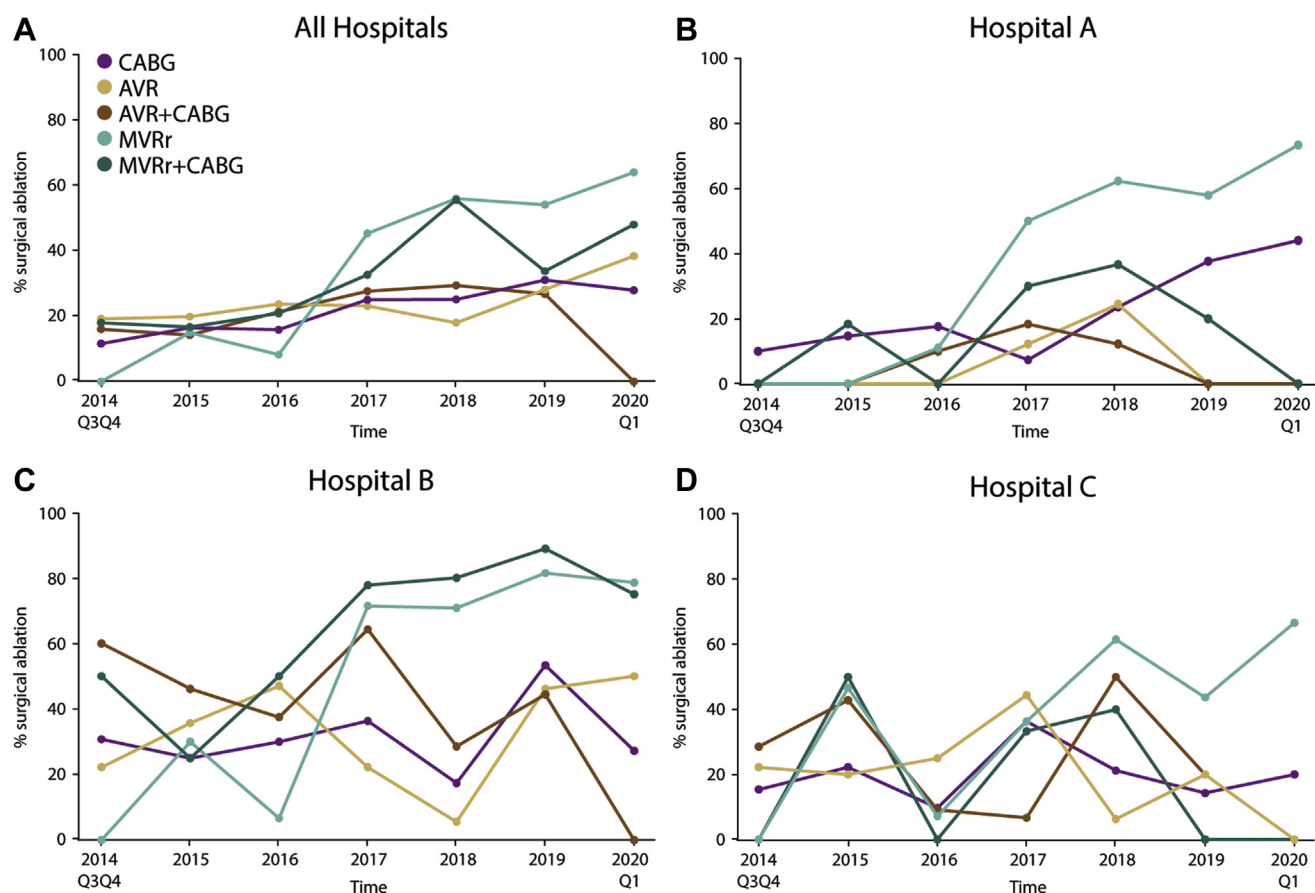 A
All Hospitals
% surgical ablation
100
80
60
40
20
0
CABG
AVR
AVR+CABG
MVRr
MVRr+CABG
2014 2015 2016 2017 2018 2019 2020
Q3Q4 Q1
Time
B
Hospital A
% surgical ablation
100
80
60
40
20
0
2014 2015 2016 2017 2018 2019 2020
Q3Q4 Q1
Time
C
Hospital B
% surgical ablation
100
80
60
40
20
0
2014 2015 2016 2017 2018 2019 2020
Q3Q4 Q1
Time
D
Hospital C
% surgical ablation
100
80
60
40
20
0
2014 2015 2016 2017 2018 2019 2020
Q3Q4 Q1
Time